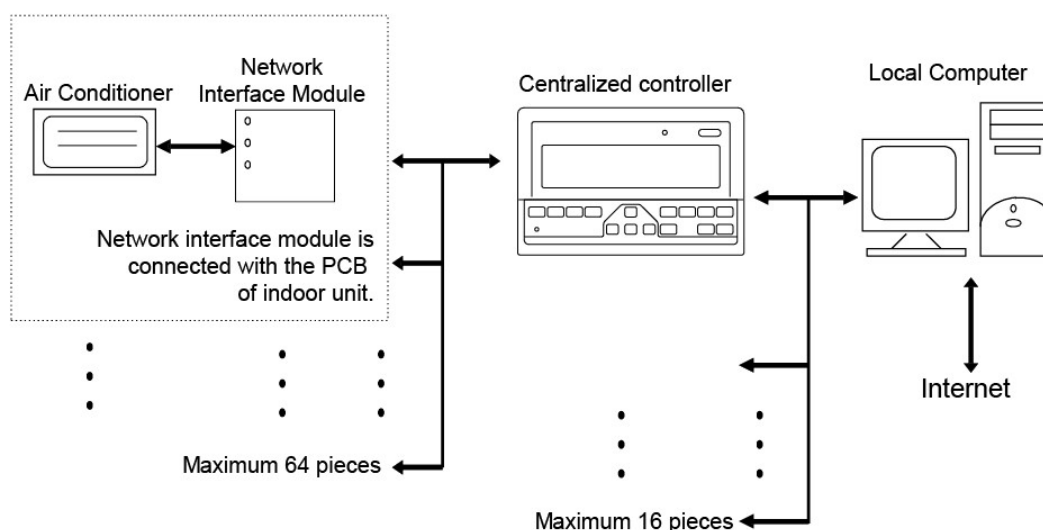 Air Conditioner
Network
Interface Module
Network interface module is
connected with the PCB
of indoor unit.
Maximum 64 pieces
Centralized controller
Maximum 16 pieces
Local Computer
Internet